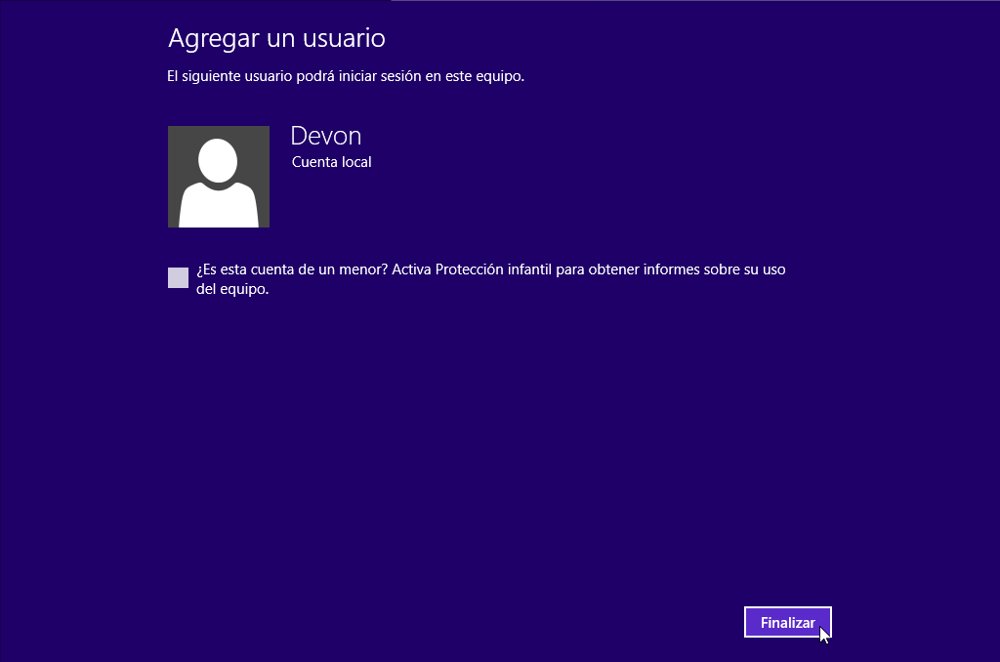 Agregar un usuario
El siguiente usuario podrá iniciar sesión en este equipo.
Devon
Cuenta local
¿Es esta cuenta de un menor? Activa Protección infantil para obtener informes sobre su uso
del equipo.
Finalizar